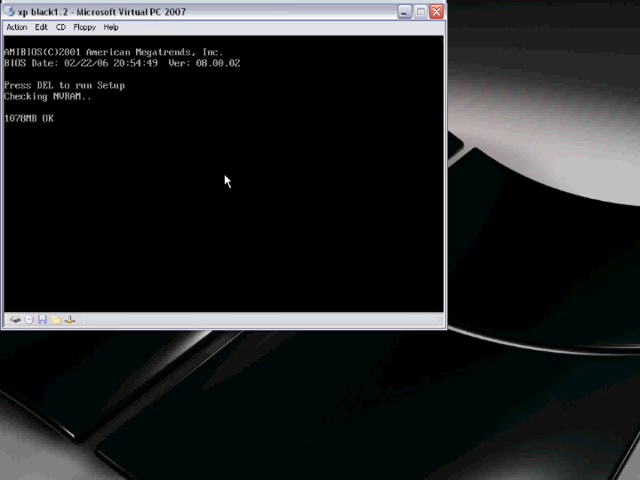 xp black1.2 - Microsoft Virtual PC 2007
Action Edit CD Floppy Help
AMIBIOS(C)2001 American Megatrends, Inc.
BIOS Date: 02/22/06 20:54:49 Ver: 08.00.02
Press DEL to run Setup
Checking NVRAM..
1078MB OK